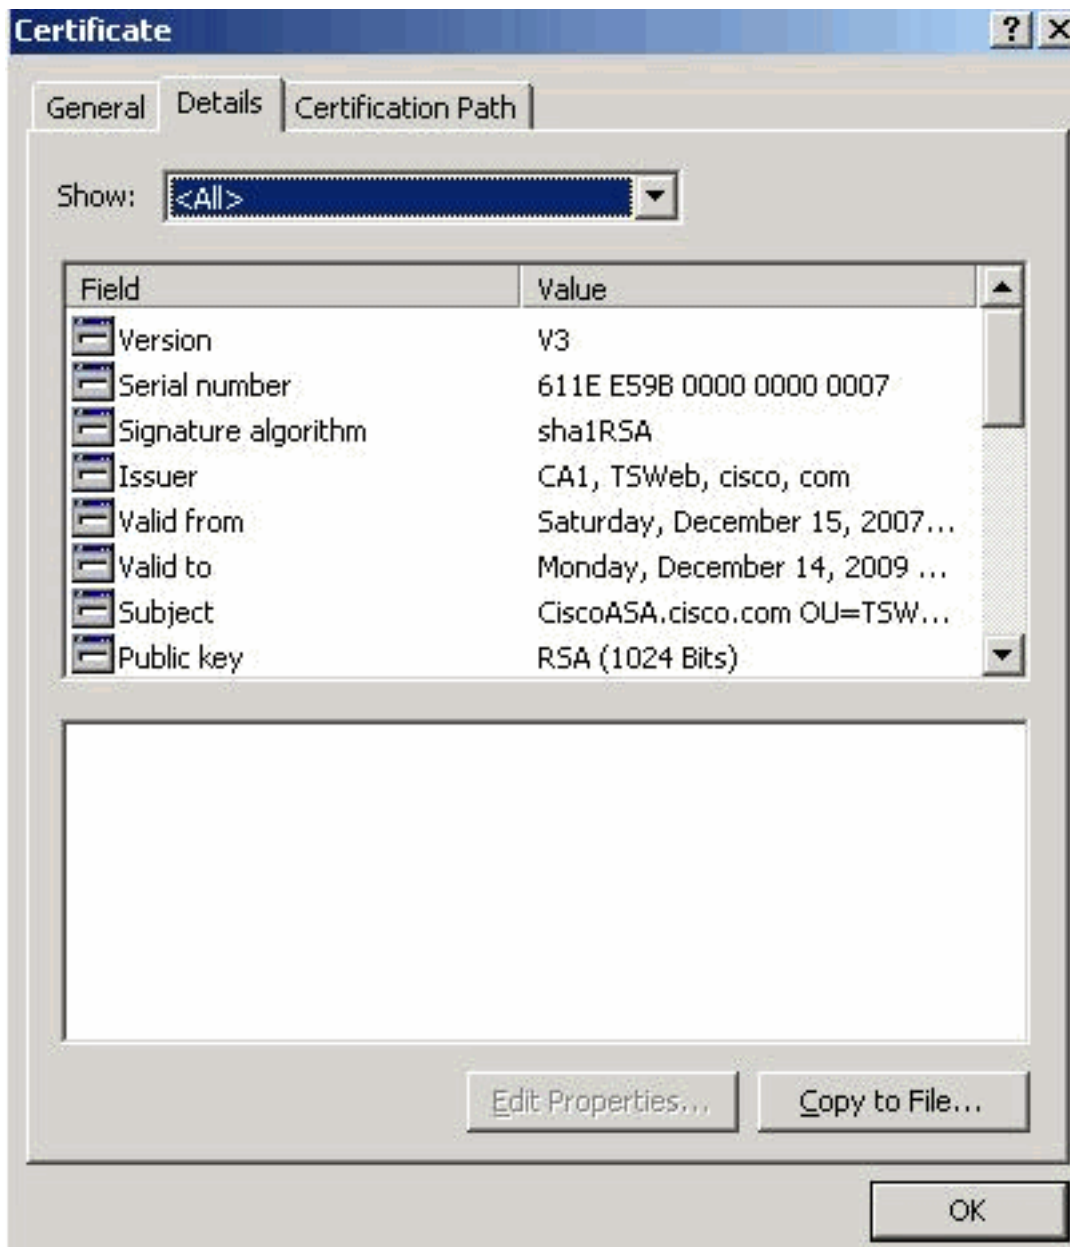 Certificate
General Details Certification Path
Show: <All>
Field Value
Version V3
Serial number 611E E59B 0000 0000 0007
Signature algorithm sha1RSA
Issuer CA1, TSWeb, cisco, com
Valid from Saturday, December 15, 2007...
Valid to Monday, December 14, 2009 ...
Subject CiscoASA.cisco.com OU=TSW...
Public key RSA (1024 Bits)
Edit Properties... Copy to File...
OK